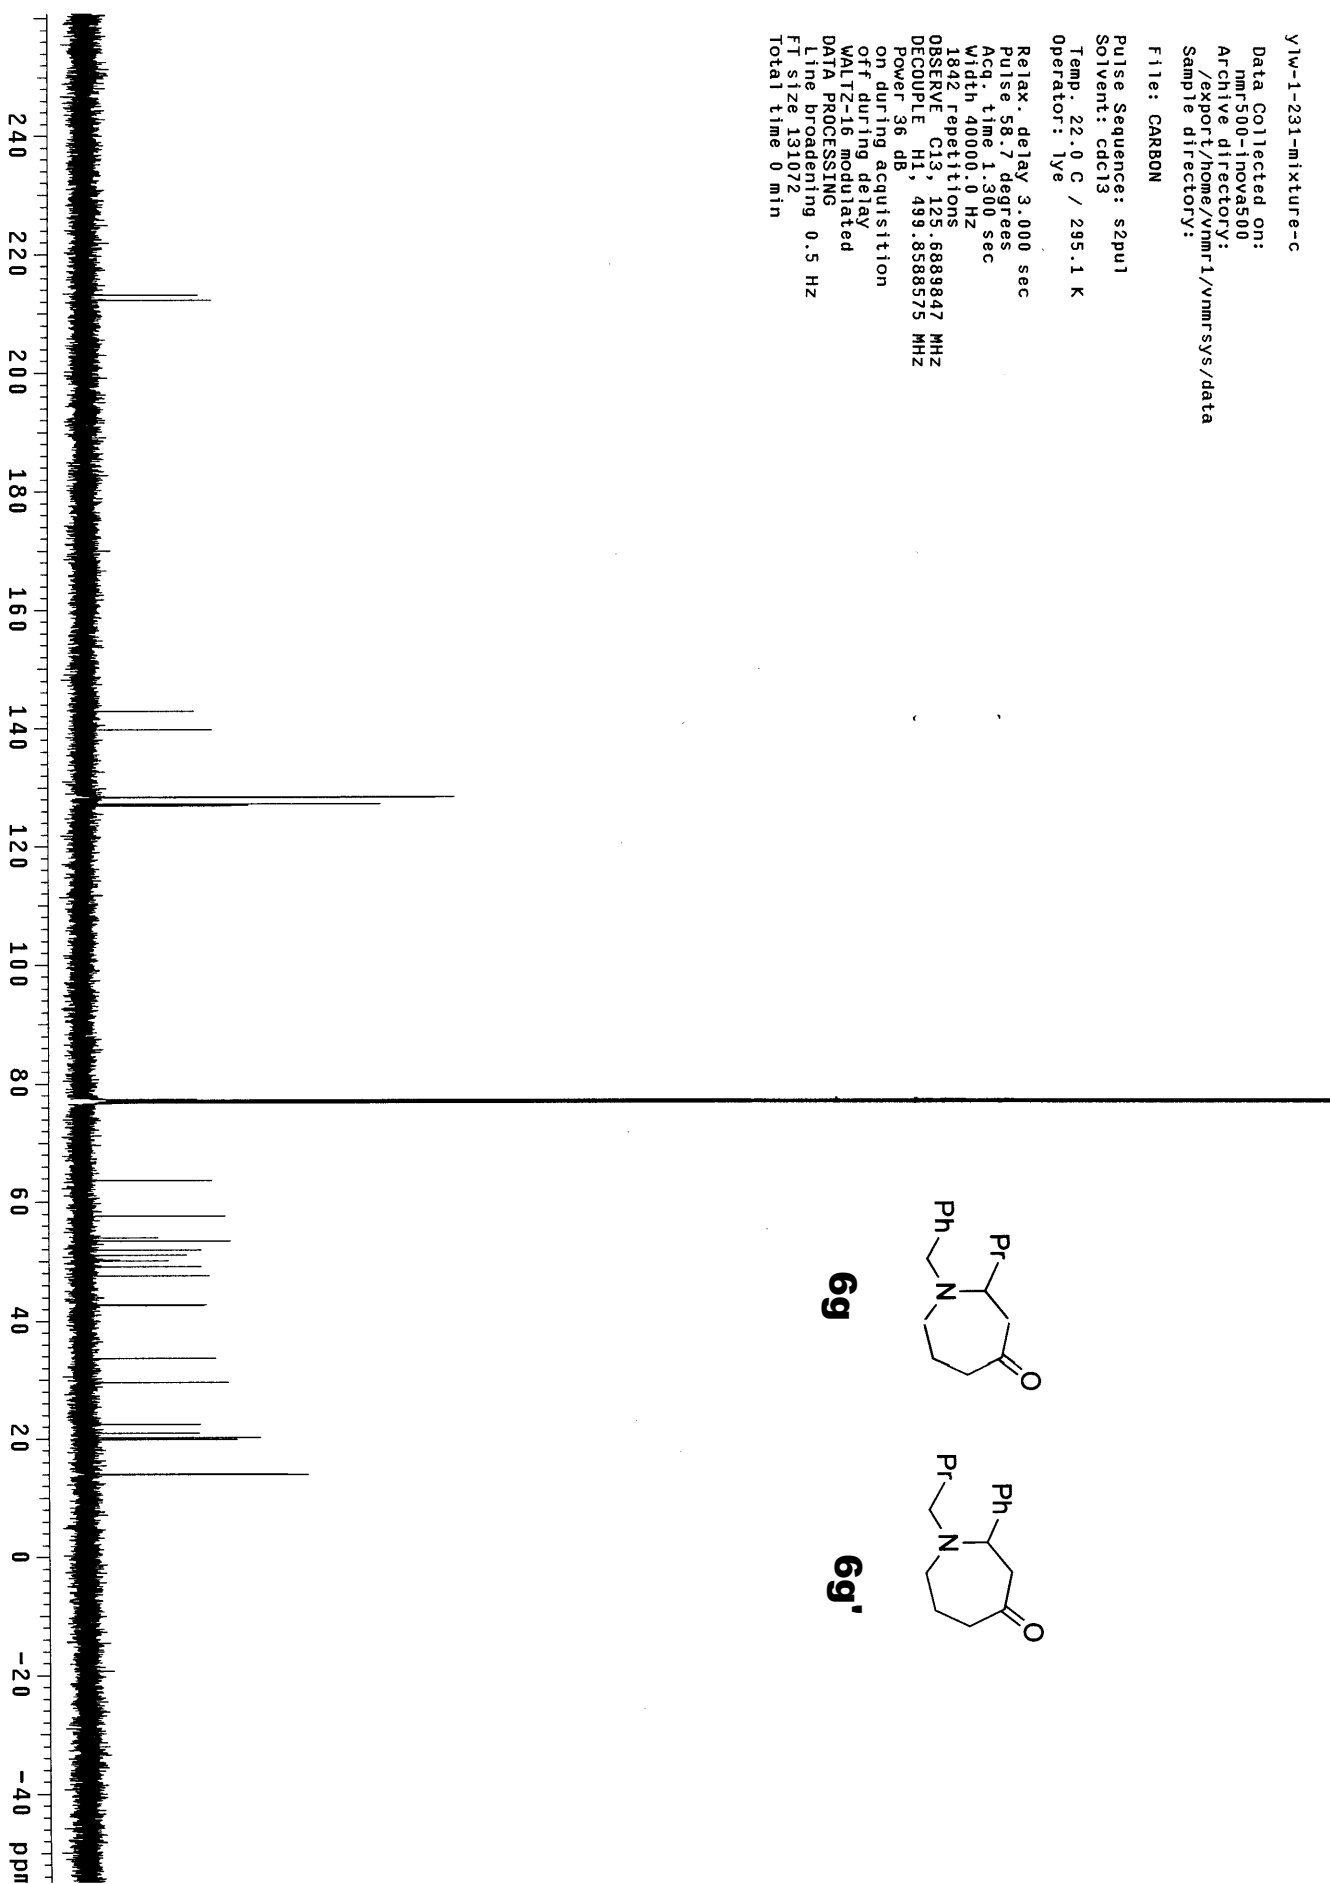 ylw-1-231-mixture-c
Data Collected on:
nmr500-inova500
Archive directory:
/export/home/vnmr1/vnmrsys/data
Sample directory:
File: CARBON
Pulse Sequence: s2pul
Solvent: cdcl3
Temp. 22.0 C / 295.1 K
Operator: lye
Relax. delay 3.000 sec
Pulse 58.7 degrees
Acq. time 1.300 sec
Width 40000.0 Hz
1842 repetitions
OBSERVE C13, 125.6889847 MHz
DECOUPLE H1, 499.8588575 MHz
Power 36 dB
on during acquisition
off during delay
WALTZ-16 modulated
DATA PROCESSING
Line broadening 0.5 Hz
FT size 131072
Total time 0 min
Pr
Ph
N
O
6g
Ph
Pr
N
O
6g'
240 220 200 180 160 140 120 100 80 60 40 20 0 -20 -40 ppm